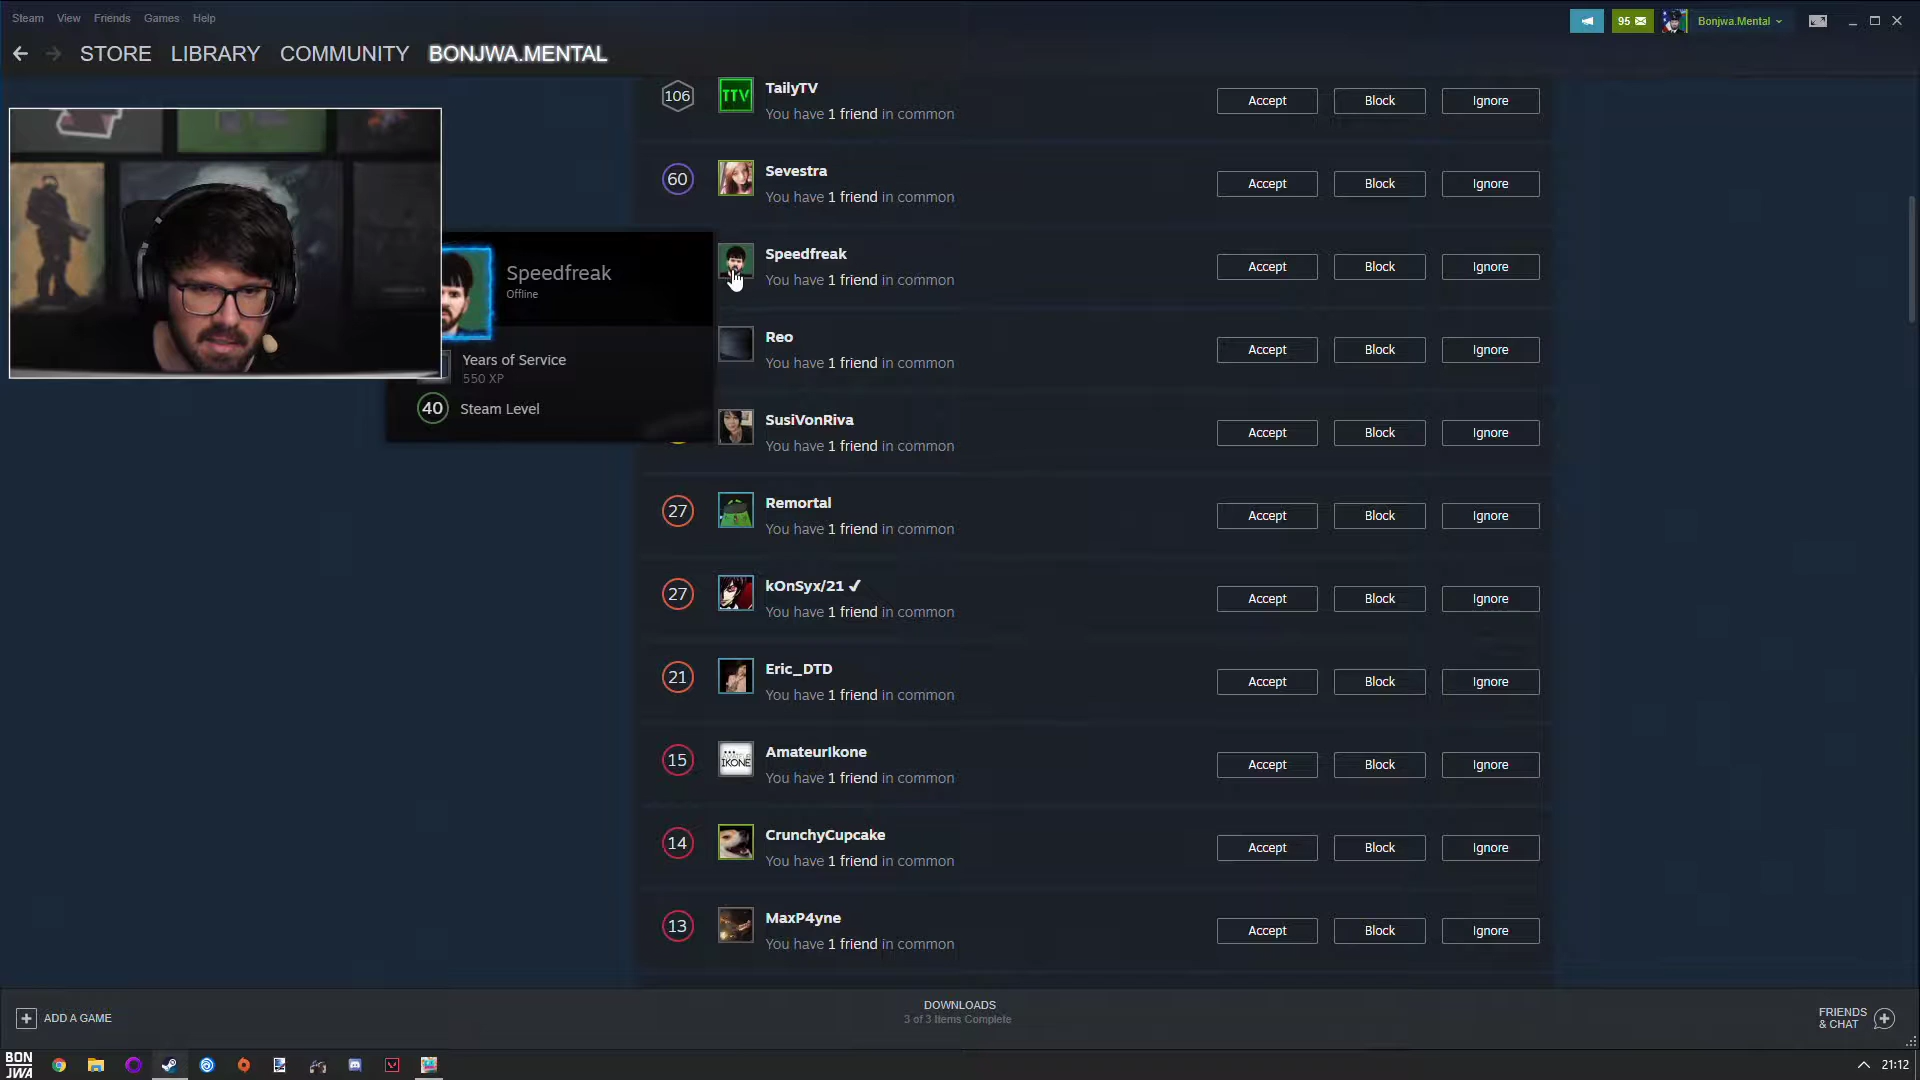 Steam View Friends Games Help
95
Bonjwa.Mental
STORE LIBRARY COMMUNITY BONJWA.MENTAL
106 TTV TailyTV
You have 1 friend in common
Accept Block Ignore
60 Sevestra
You have 1 friend in common
Accept Block Ignore
Speedfreak
Offline
Years of Service
550 XP
40 Steam Level
Speedfreak
You have 1 friend in common
Accept Block Ignore
Reo
You have 1 friend in common
Accept Block Ignore
SusiVonRiva
You have 1 friend in common
Accept Block Ignore
27 Remortal
You have 1 friend in common
Accept Block Ignore
27 kOnSyx/21 ✔
You have 1 friend in common
Accept Block Ignore
21 Eric_DTD
You have 1 friend in common
Accept Block Ignore
15 IKONE AmateurIkone
You have 1 friend in common
Accept Block Ignore
14 CrunchyCupcake
You have 1 friend in common
Accept Block Ignore
13 MaxP4yne
You have 1 friend in common
Accept Block Ignore
ADD A GAME
DOWNLOADS
3 of 3 Items Complete
FRIENDS
& CHAT
BON
JWA
21:12